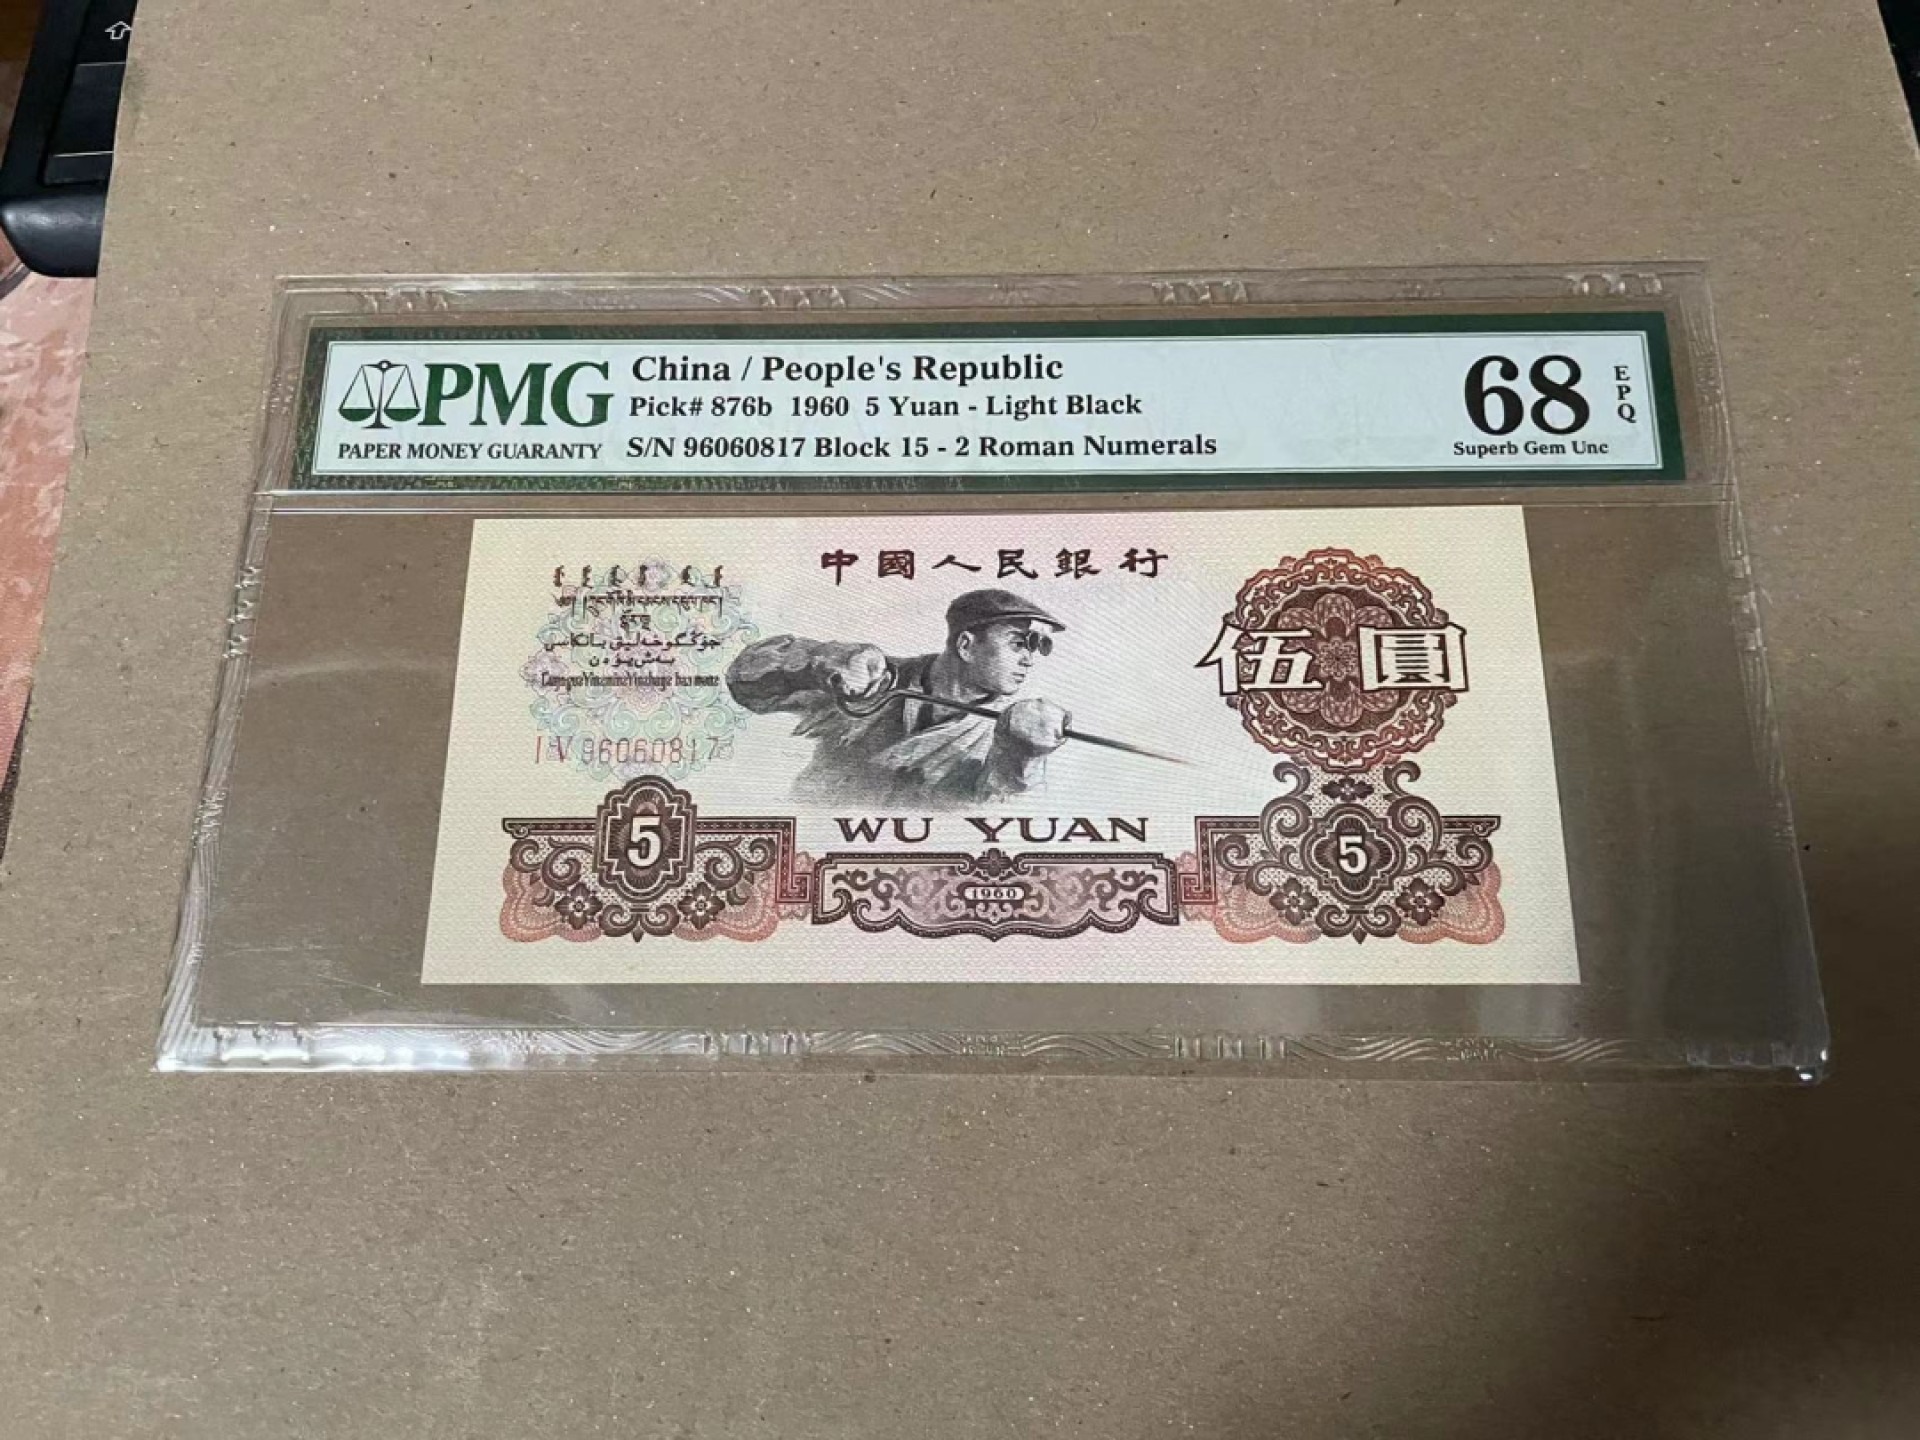 PMG
PAPER MONEY GUARANTY
China / People's Republic
Pick# 876b 1960 5 Yuan - Light Black
S/N 96060817 Block 15 - 2 Roman Numerals
68
EPQ
Superb Gem Unc
中國人民銀行
伍圓
I V 96060817
5
WU YUAN
5
1960